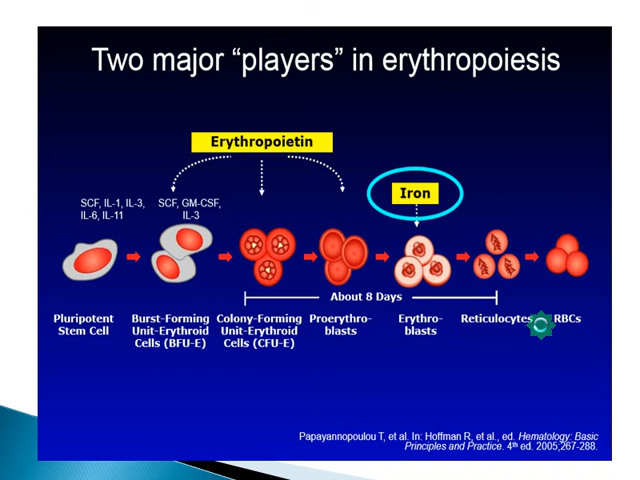 Two major “players” in erythropoiesis
Erythropoietin
Iron
SCF, IL-1, IL-3,
IL-6, IL-11
SCF, GM-CSF,
IL-3
About 8 Days
Pluripotent
Stem Cell
Burst-Forming
Unit-Erythroid
Cells (BFU-E)
Colony-Forming
Unit-Erythroid
Cells (CFU-E)
Proerythro-
blasts
Erythro-
blasts
Reticulocytes
RBCs
Papayannopoulou T, et al. In: Hoffman R, et al., ed. Hematology: Basic
Principles and Practice. 4th ed. 2005;267-288.